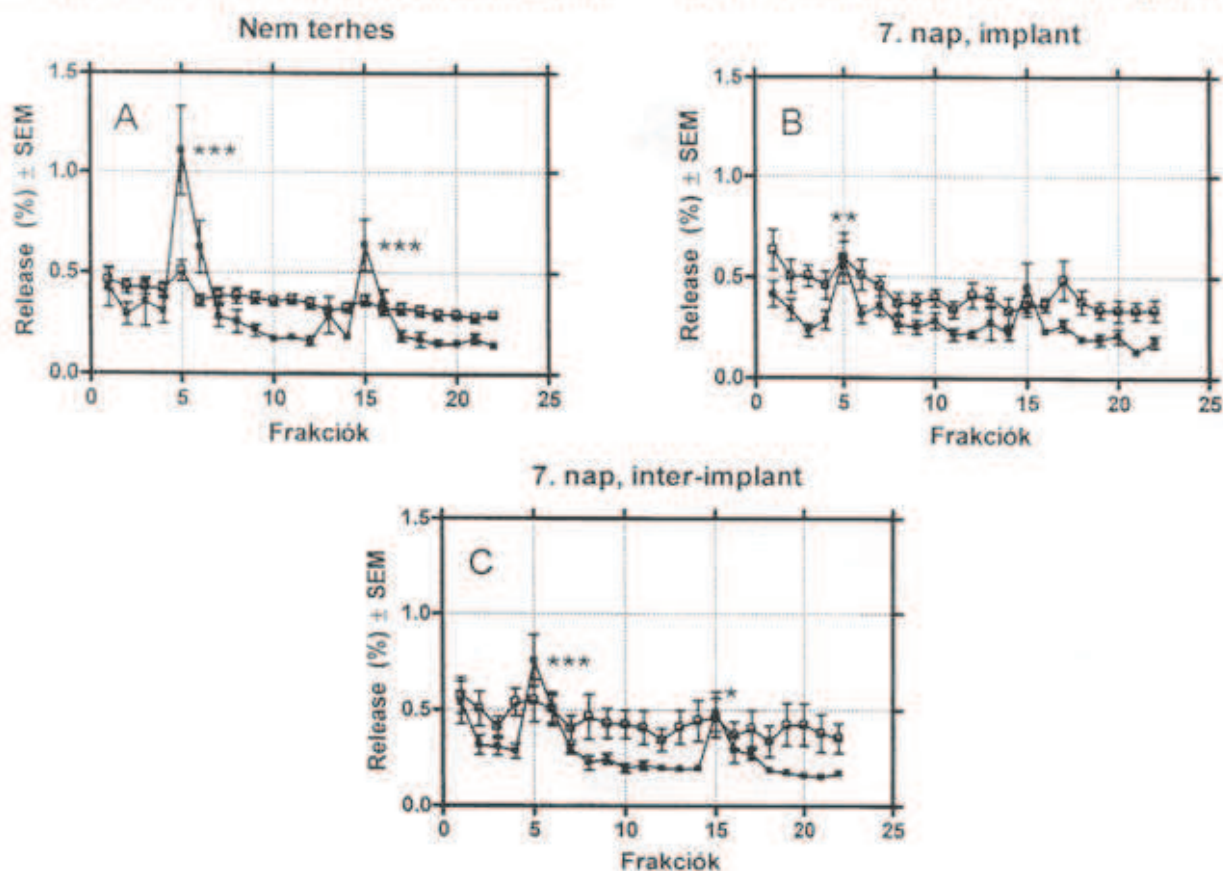 Nem terhes
7. nap, implant
1.5
1.0
0.5
0.0
Release (%) ± SEM
A
***
***
0 5 10 15 20 25
Frakciók
1.5
1.0
0.5
0.0
Release (%) ± SEM
B
**
0 5 10 15 20 25
Frakciók
7. nap, inter-implant
1.5
1.0
0.5
0.0
Release (%) ± SEM
C
***
*
0 5 10 15 20 25
Frakciók